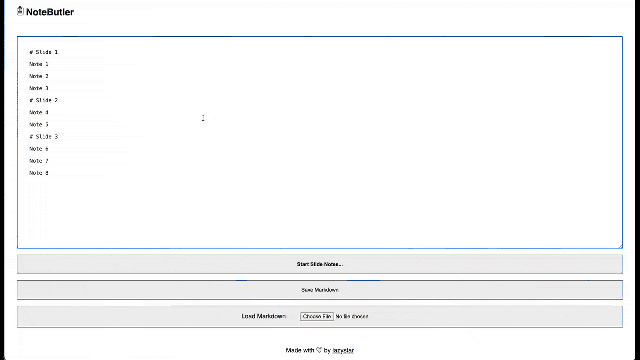 NoteButler
# Slide 1
Note 1
Note 2
Note 3
# Slide 2
Note 4
Note 5
# Slide 3
Note 6
Note 7
Note 8
Start Slide Notes...
Save Markdown
Load Markdown Choose File No file chosen
Made with ♡ by lazystar